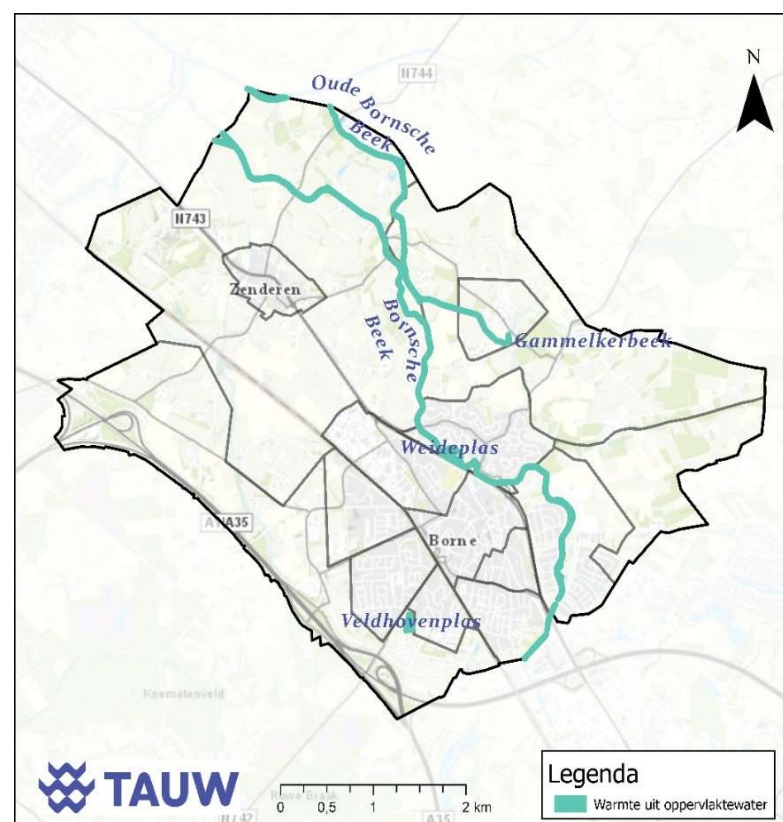 N744
N
Oude Bornsche
Beek
N743
Zenderen
Bornsche
Beek
Gammelkerbeek
Weideplas
A1/A35
Borne
Veldhovenplas
Koematenveld
TAUW
0 0,5 1 2 km
A35
Legenda
Warmte uit oppervlaktewater